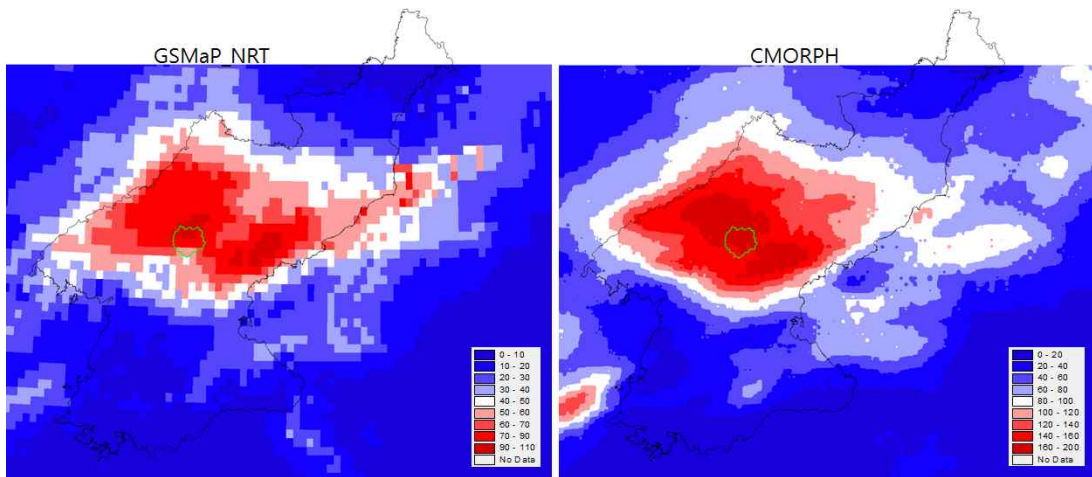 GSMaP_NRT
CMORPH
0 - 10
10 - 20
20 - 30
30 - 40
40 - 50
50 - 60
60 - 70
70 - 90
90 - 110
No Data
0 - 20
20 - 40
40 - 60
60 - 80
80 - 100
100 - 120
120 - 140
140 - 160
160 - 200
No Data